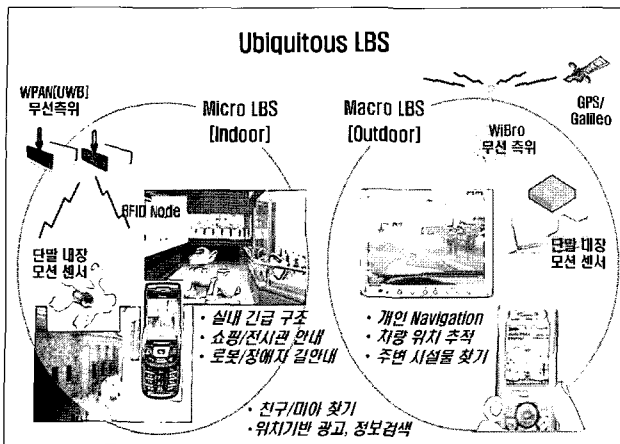 Ubiquitous LBS
WPAN[UWB]
무선측위
Micro LBS
[Indoor]
Macro LBS
[Outdoor]
GPS/
Galileo
WiBro
무선 측위
RFID Node
단말 내장
모션 센서
단말 내장
모션 센서
· 실내 긴급 구조
· 쇼핑/전시관 안내
· 로봇/장애자 길안내
· 개인 Navigation
· 차량 위치 추적
· 주변 시설물 찾기
· 친구/미아 찾기
· 위치기반 광고, 정보검색